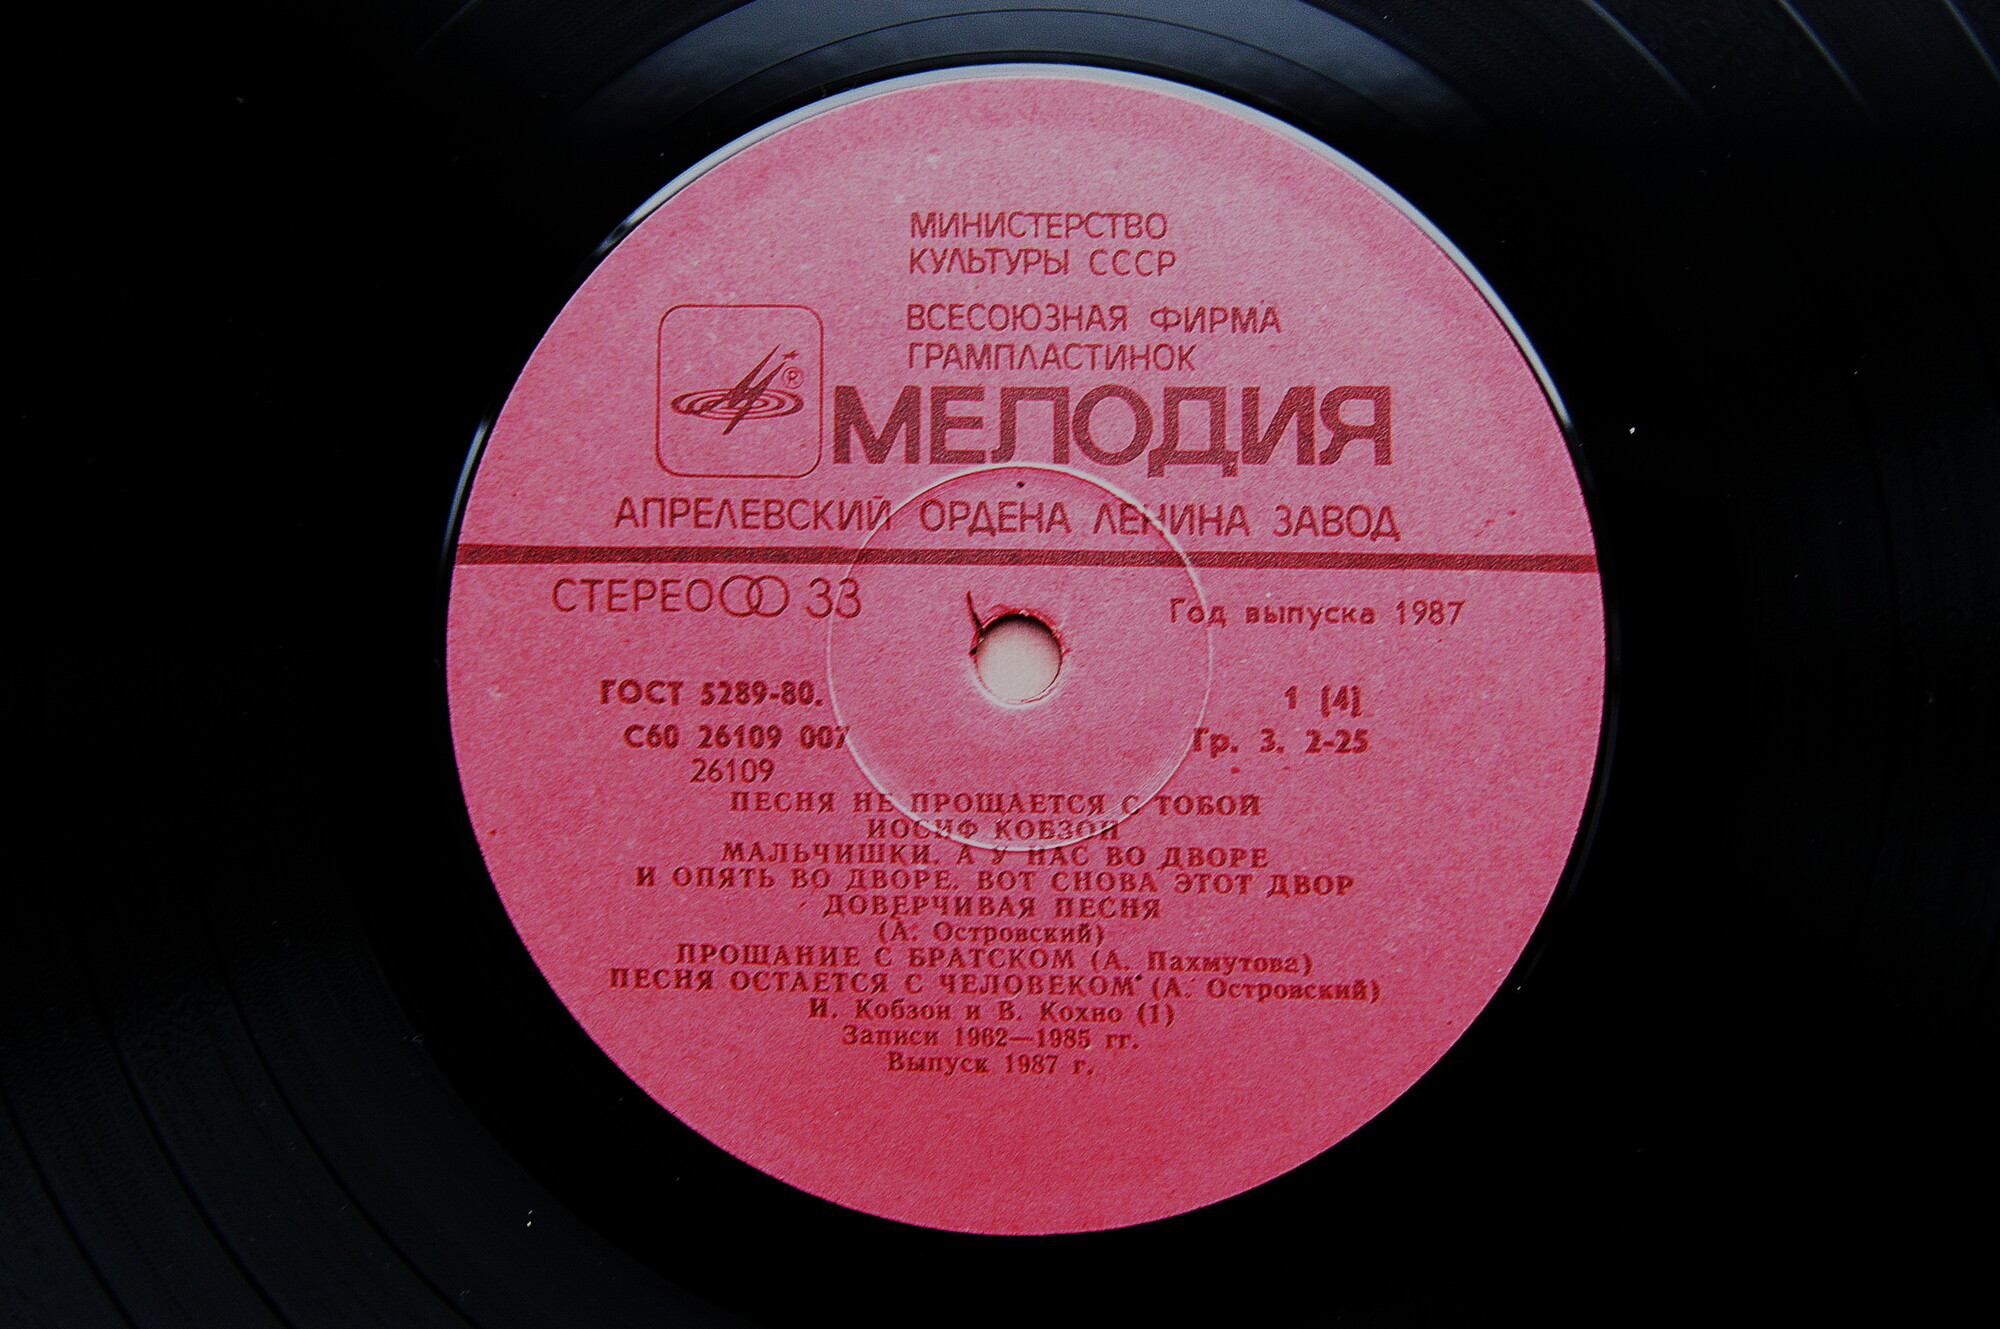 МИНИСТЕРСТВО
КУЛЬТУРЫ СССР
ВСЕСОЮЗНАЯ ФИРМА
ГРАМПЛАСТИНОК
®
МЕЛОДИЯ
АПРЕЛЕВСКИЙ ОРДЕНА ЛЕНИНА ЗАВОД
СТЕРЕО 33
Год выпуска 1987
ГОСТ 5289-80.
1 (4)
С60 26109 007
Гр. 3. 2-25
26109
ПЕСНЯ НЕ ПРОЩАЕТСЯ С ТОБОЙ
ИОСИФ КОБЗОН
МАЛЬЧИШКИ. А У НАС ВО ДВОРЕ
И ОПЯТЬ ВО ДВОРЕ. ВОТ СНОВА ЭТОТ ДВОР
ДОВЕРЧИВАЯ ПЕСНЯ
(А. Островский)
ПРОЩАНИЕ С БРАТСКОМ (А. Пахмутова)
ПЕСНЯ ОСТАЕТСЯ С ЧЕЛОВЕКОМ (А. Островский)
И. Кобзон и В. Кохно (1)
Записи 1962—1985 гг.
Выпуск 1987 г.